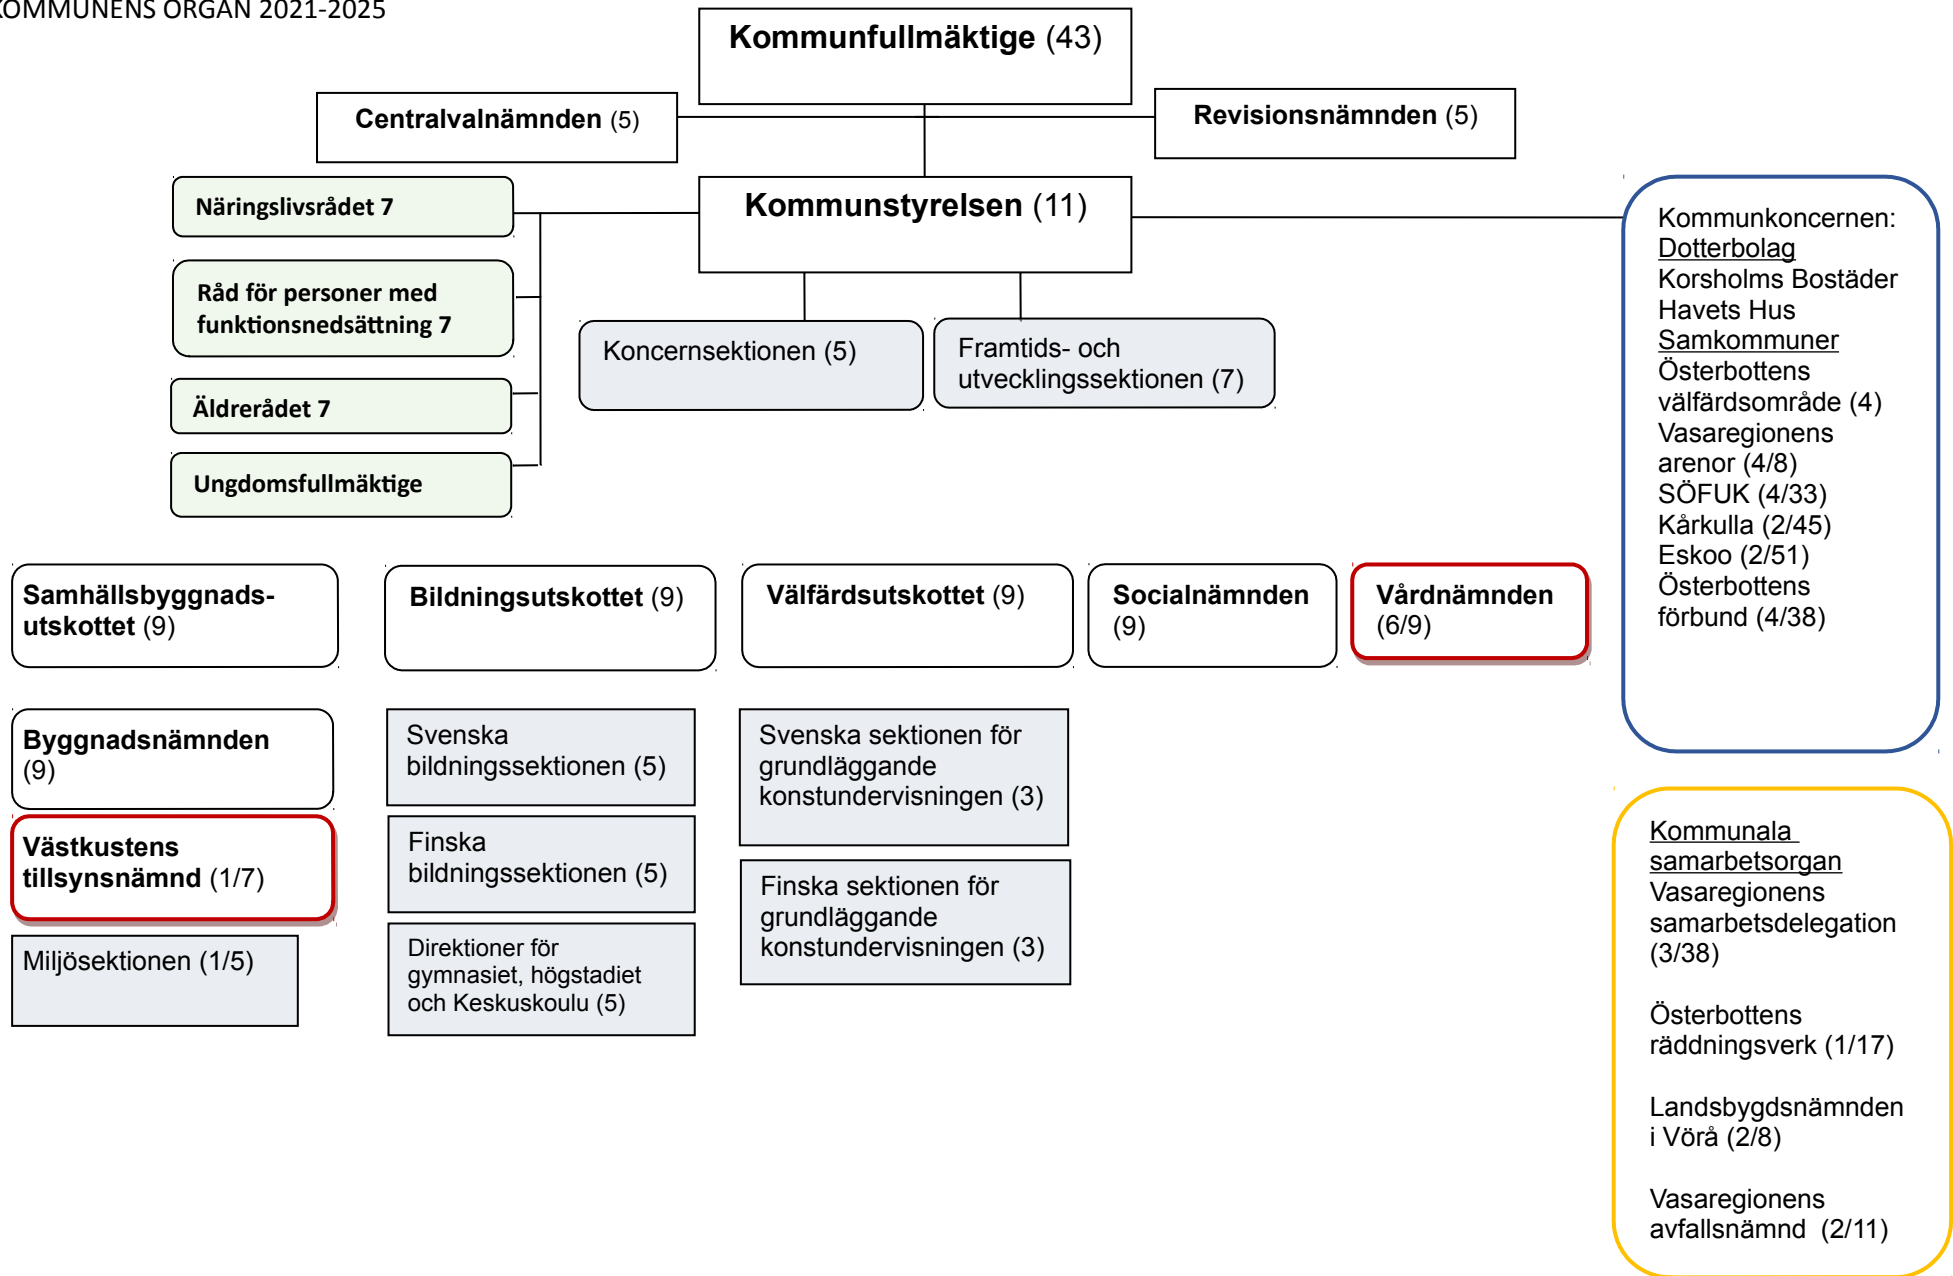 KOMMUNENS ORGAN 2021-2025
Kommunfullmäktige (43)
Centralvalnämnden (5)
Revisionsnämnden (5)
Näringslivsrådet 7
Kommunstyrelsen (11)
Råd för personer med
funktionsnedsättning 7
Äldrerådet 7
Ungdomsfullmäktige
Koncernsektionen (5)
Framtids- och
utvecklingssektionen (7)
Kommunkoncernen:
Dotterbolag
Korsholms Bostäder
Havets Hus
Samkommuner
Österbottens
välfärdsområde (4)
Vasaregionens
arenor (4/8)
SÖFUK (4/33)
Kårkulla (2/45)
Eskoo (2/51)
Österbottens
förbund (4/38)
Samhällsbyggnads-
utskottet (9)
Bildningsutskottet (9)
Välfärdsutskottet (9)
Socialnämnden
(9)
Vårdnämnden
(6/9)
Byggnadsnämnden
(9)
Västkustens
tillsynsnämnd (1/7)
Miljösektionen (1/5)
Svenska
bildningssektionen (5)
Finska
bildningssektionen (5)
Direktioner för
gymnasiet, högstadiet
och Keskuskoulu (5)
Svenska sektionen för
grundläggande
konstundervisningen (3)
Finska sektionen för
grundläggande
konstundervisningen (3)
Kommunala
samarbetsorgan
Vasaregionens
samarbetsdelegation
(3/38)
Österbottens
räddningsverk (1/17)
Landsbygdsnämnden
i Vörå (2/8)
Vasaregionens
avfallsnämnd (2/11)